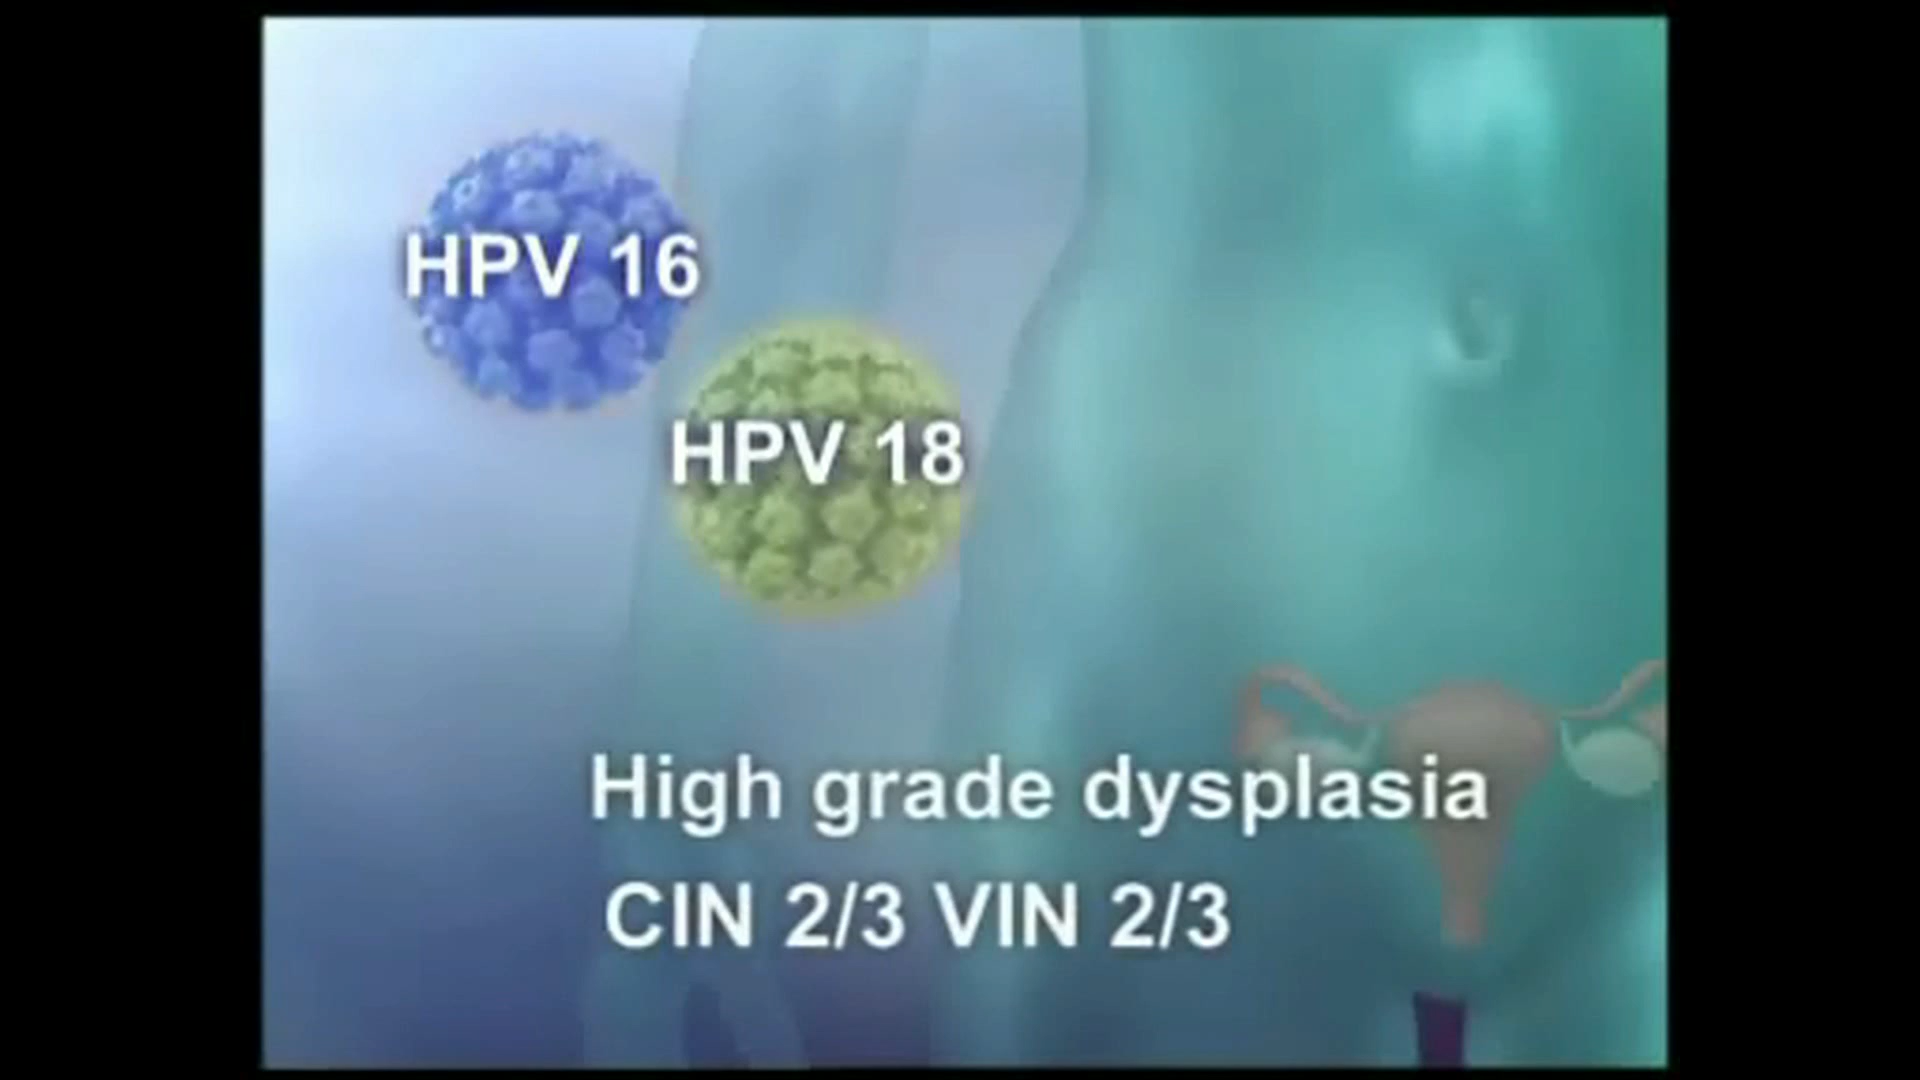 HPV 16
HPV 18
High grade dysplasia
CIN 2/3 VIN 2/3